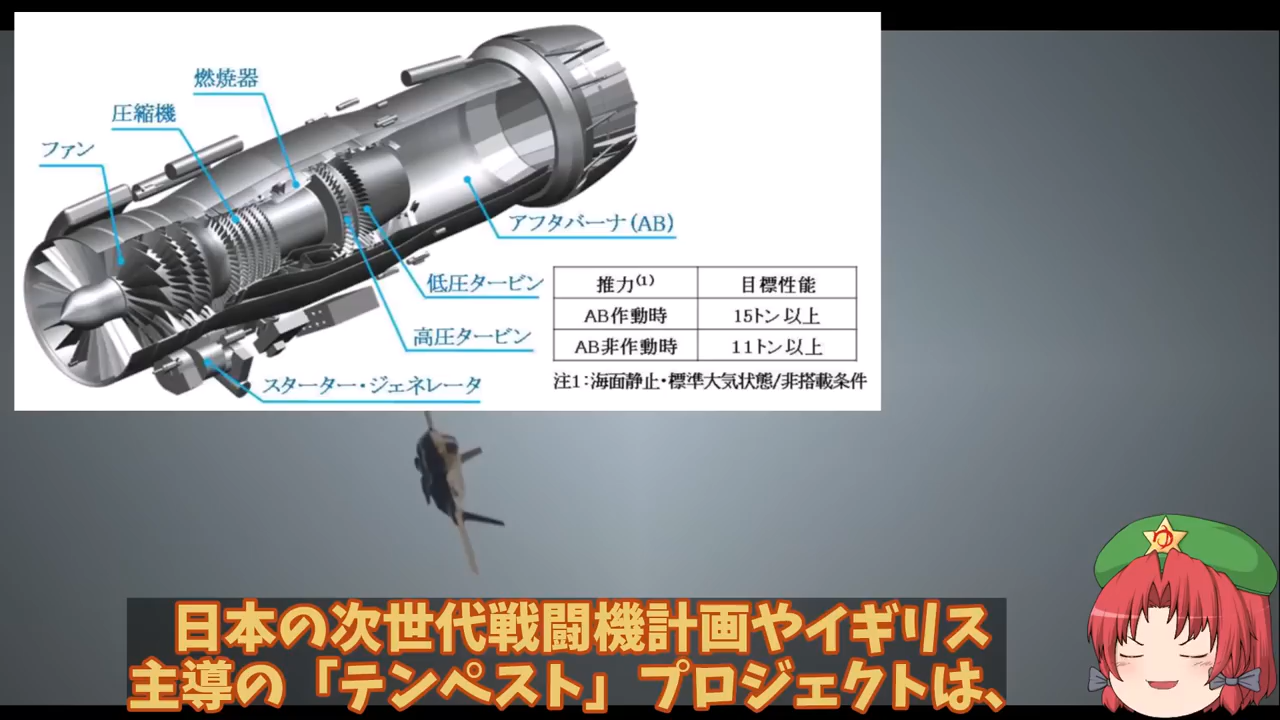 燃焼器
圧縮機
ファン
アフタバーナ(AB)
低圧タービン
高圧タービン
スターター・ジェネレータ
推力(1) 目標性能
AB作動時 15トン以上
AB非作動時 11トン以上
注1:海面静止・標準大気状態/非搭載条件
ゆ
日本の次世代戦闘機計画やイギリス
主導の「テンペスト」プロジェクトは、